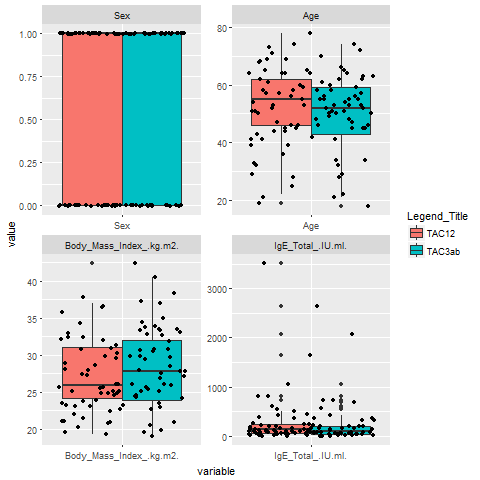 Sex
Age
1.00
0.75
0.50
0.25
0.00
80
60
40
20
Sex
Age
value
Legend_Title
TAC12
TAC3ab
Body_Mass_Index_.kg.m2.
IgE_Total_.IU.ml.
40
35
30
25
20
3000
2000
1000
0
Body_Mass_Index_.kg.m2.
IgE_Total_.IU.ml.
variable